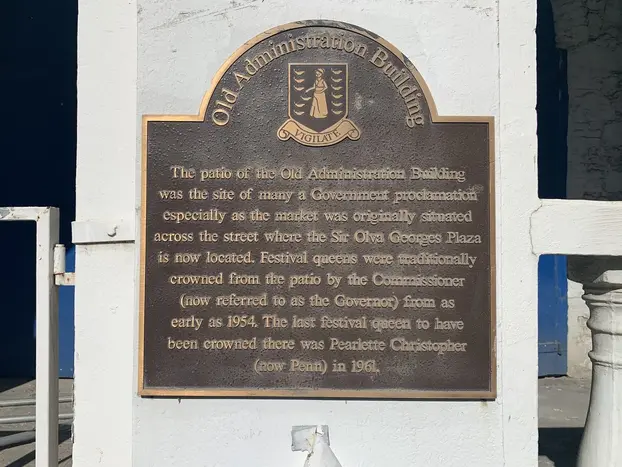 Old Administration Building
VIGILATE
The patio of the Old Administration Building
was the site of many a Government proclamation
especially as the market was originally situated
across the street where the Sir Olva Georges Plaza
is now located. Festival queens were traditionally
crowned from the patio by the Commissioner
(now referred to as the Governor) from as
early as 1954. The last festival queen to have
been crowned there was Pearlette Christopher
(now Penn) in 1961.